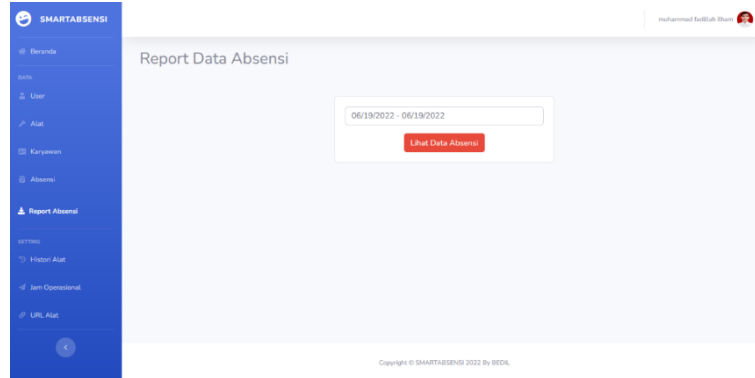 SMARTABSENSI
muhammad fadillah ilham
Beranda
DATA
User
Alat
Karyawan
Absensi
Report Absensi
SETTING
Histori Alat
Jam Operasional
URL Alat
Report Data Absensi
06/19/2022 - 06/19/2022
Lihat Data Absensi
Copyright © SMARTABSENSI 2022 By BEDIL